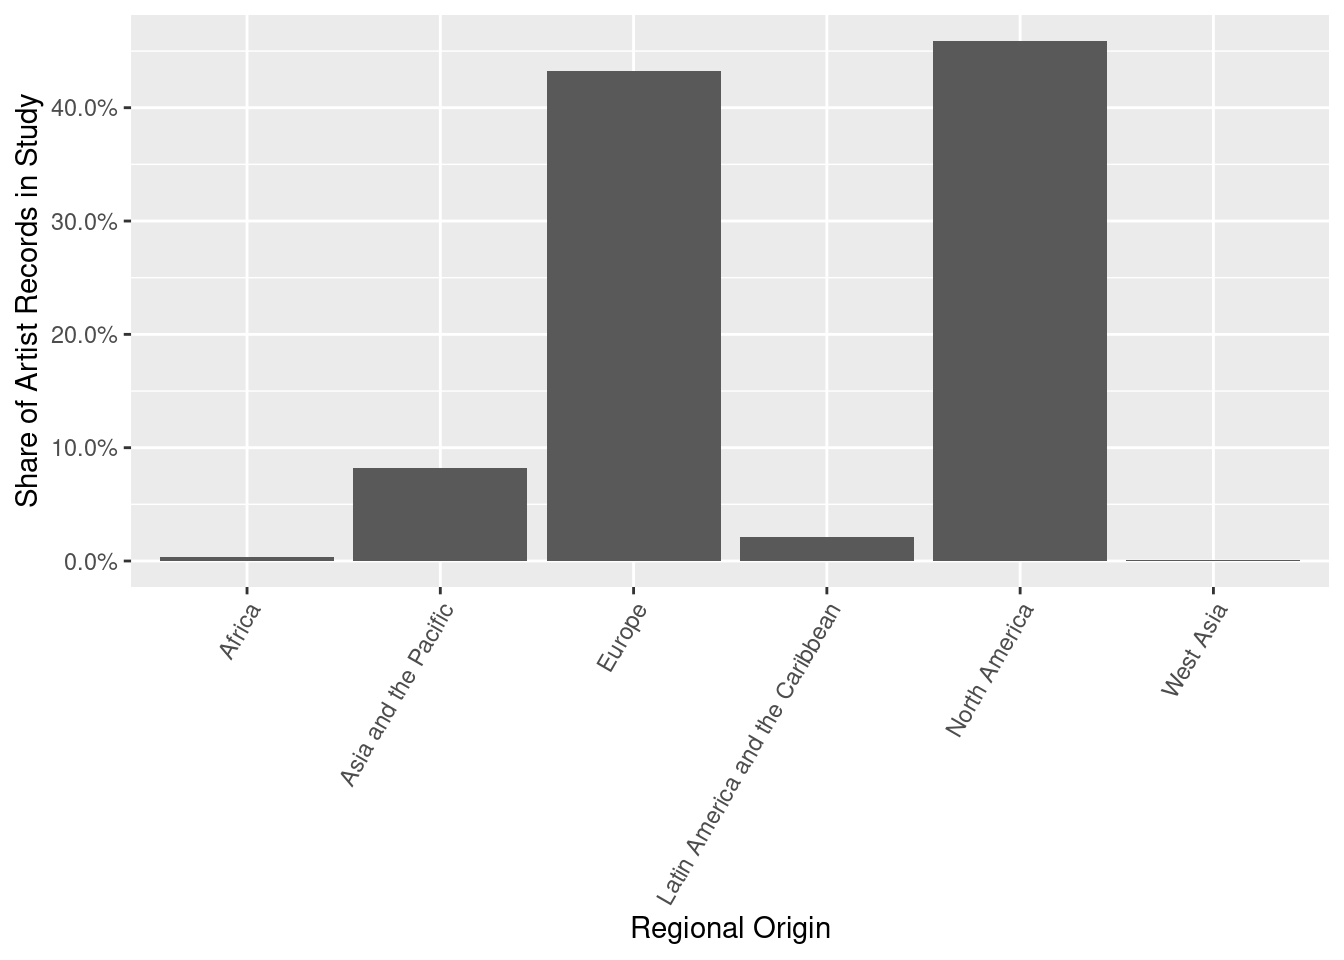 Share of Artist Records in Study
40.0%
30.0%
20.0%
10.0%
0.0%
Africa
Asia and the Pacific
Europe
Latin America and the Caribbean
North America
West Asia
Regional Origin